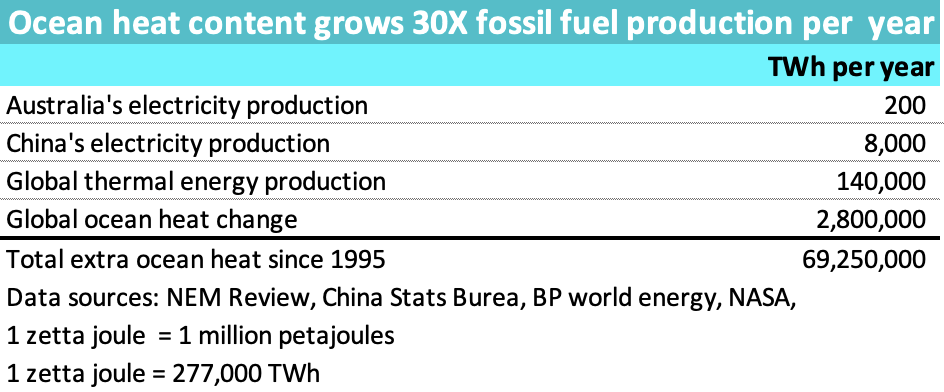 Ocean heat content grows 30X fossil fuel production per year
TWh per year
Australia's electricity production 200
China's electricity production 8,000
Global thermal energy production 140,000
Global ocean heat change 2,800,000
Total extra ocean heat since 1995 69,250,000
Data sources: NEM Review, China Stats Burea, BP world energy, NASA,
1 zetta joule = 1 million petajoules
1 zetta joule = 277,000 TWh